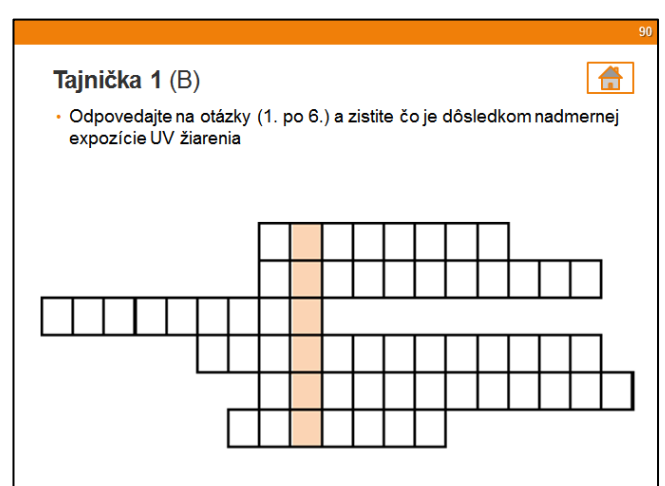 90
Tajnička 1 (B)
• Odpovedajte na otázky (1. po 6.) a zistite čo je dôsledkom nadmernej
expozície UV žiarenia